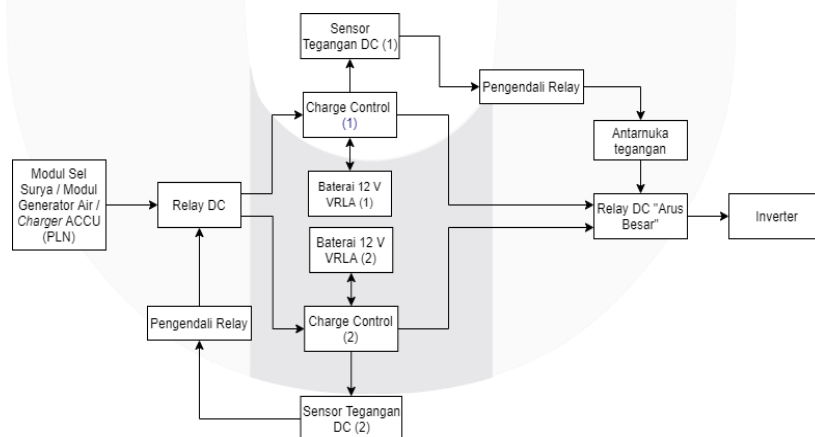 Sensor
Tegangan DC (1)
Pengendali Relay
Charge Control
(1)
Antarnuka
tegangan
Modul Sel
Surya / Modul
Generator Air /
Charger ACCU
(PLN)
Relay DC
Baterai 12 V
VRLA (1)
Relay DC "Arus
Besar"
Inverter
Baterai 12 V
VRLA (2)
Pengendali Relay
Charge Control
(2)
Sensor Tegangan
DC (2)